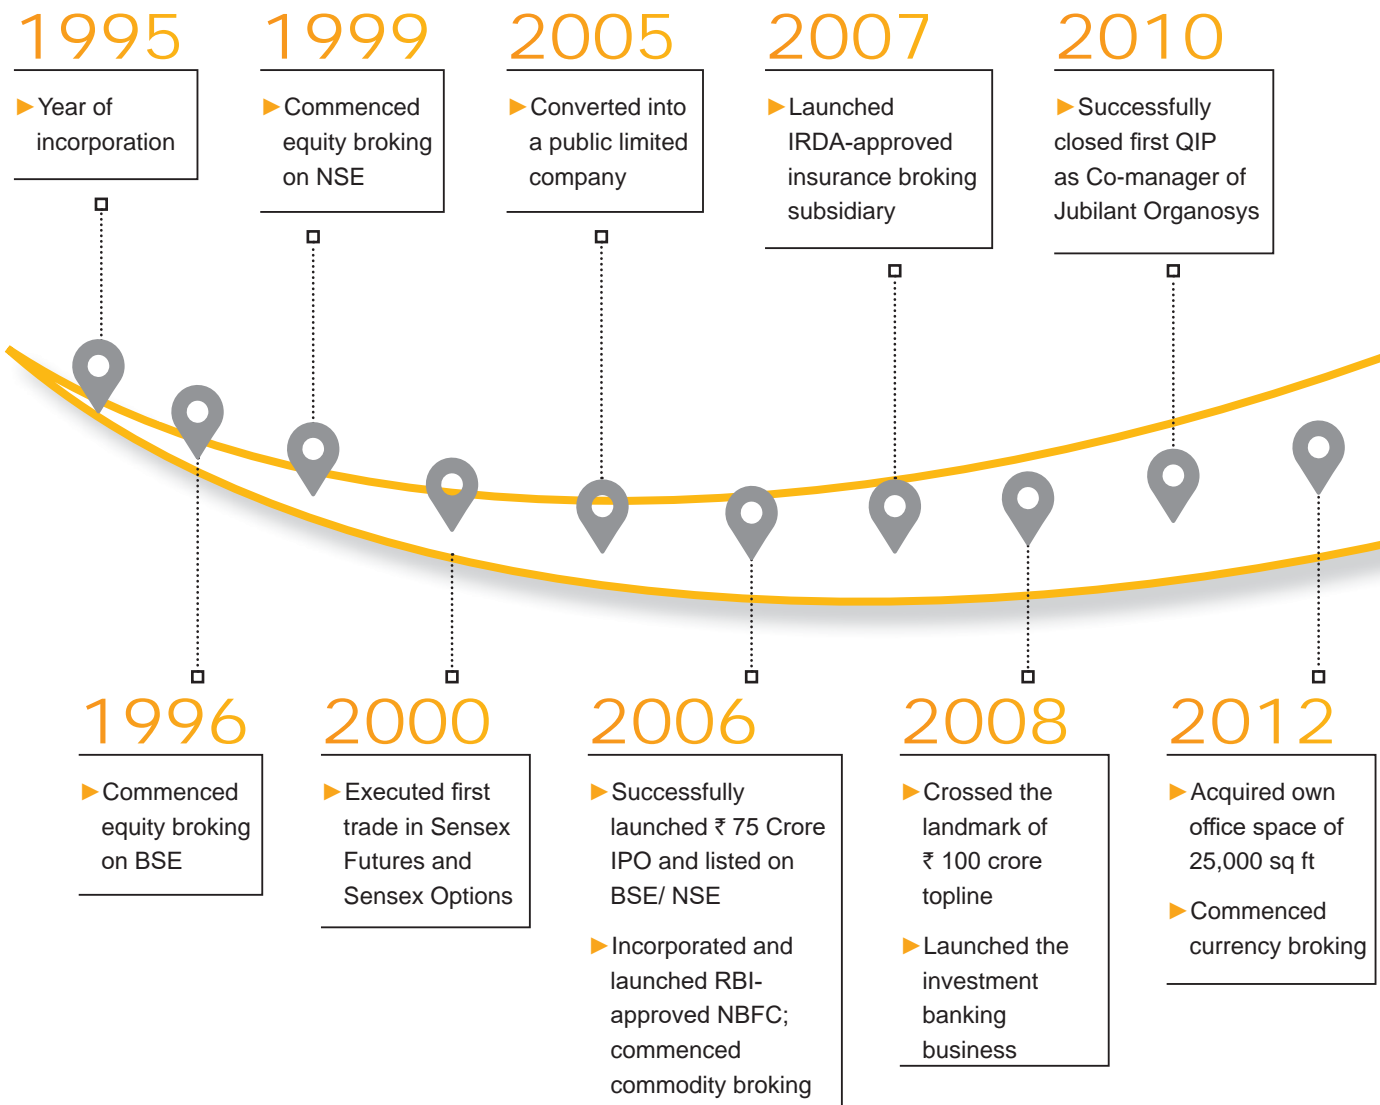 1995
► Year of
incorporation
1999
► Commenced
equity broking
on NSE
2005
► Converted into
a public limited
company
2007
► Launched
IRDA-approved
insurance broking
subsidiary
2010
► Successfully
closed first QIP
as Co-manager of
Jubilant Organosys
1996
► Commenced
equity broking
on BSE
2000
► Executed first
trade in Sensex
Futures and
Sensex Options
2006
► Successfully
launched ₹ 75 Crore
IPO and listed on
BSE/ NSE
► Incorporated and
launched RBI-
approved NBFC;
commenced
commodity broking
2008
► Crossed the
landmark of
₹ 100 crore
topline
► Launched the
investment
banking
business
2012
► Acquired own
office space of
25,000 sq ft
► Commenced
currency broking